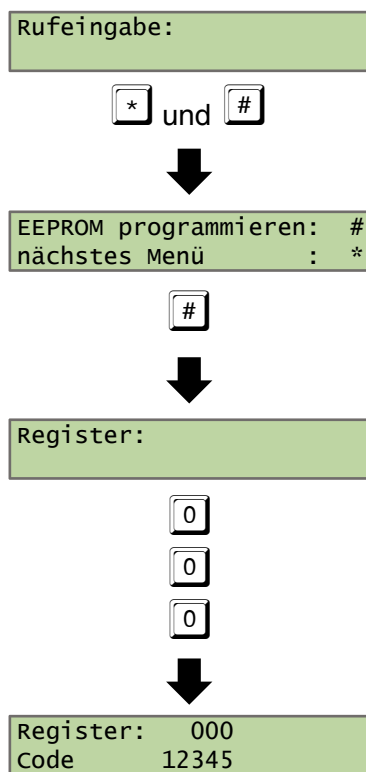 Rufeingabe:
* und #
EEPROM programmieren: #
nächstes Menü : *
#
Register:
0
0
0
Register: 000
Code 12345